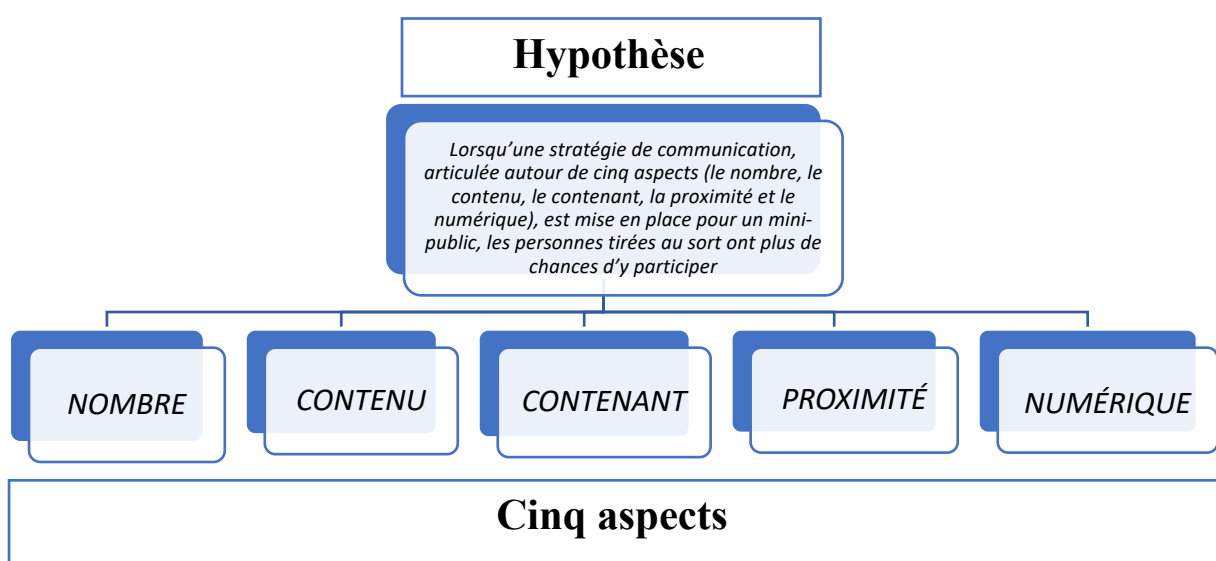 Hypothèse
Lorsqu’une stratégie de communication,
articulée autour de cinq aspects (le nombre, le
contenu, le contenant, la proximité et le
numérique), est mise en place pour un mini-
public, les personnes tirées au sort ont plus de
chances d’y participer
NOMBRE
CONTENU
CONTENANT
PROXIMITÉ
NUMÉRIQUE
Cinq aspects